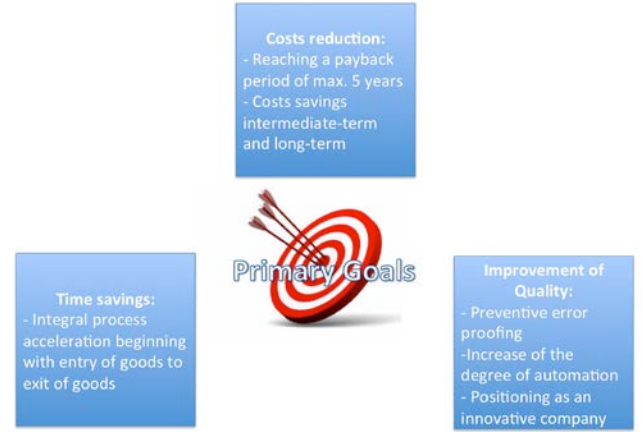 Costs reduction:
- Reaching a payback
period of max. 5 years
- Costs savings
intermediate-term
and long-term
Primary Goals
Time savings:
- Integral process
acceleration beginning
with entry of goods to
exit of goods
Improvement of
Quality:
- Preventive error
proofing
-Increase of the
degree of automation
- Positioning as an
innovative company